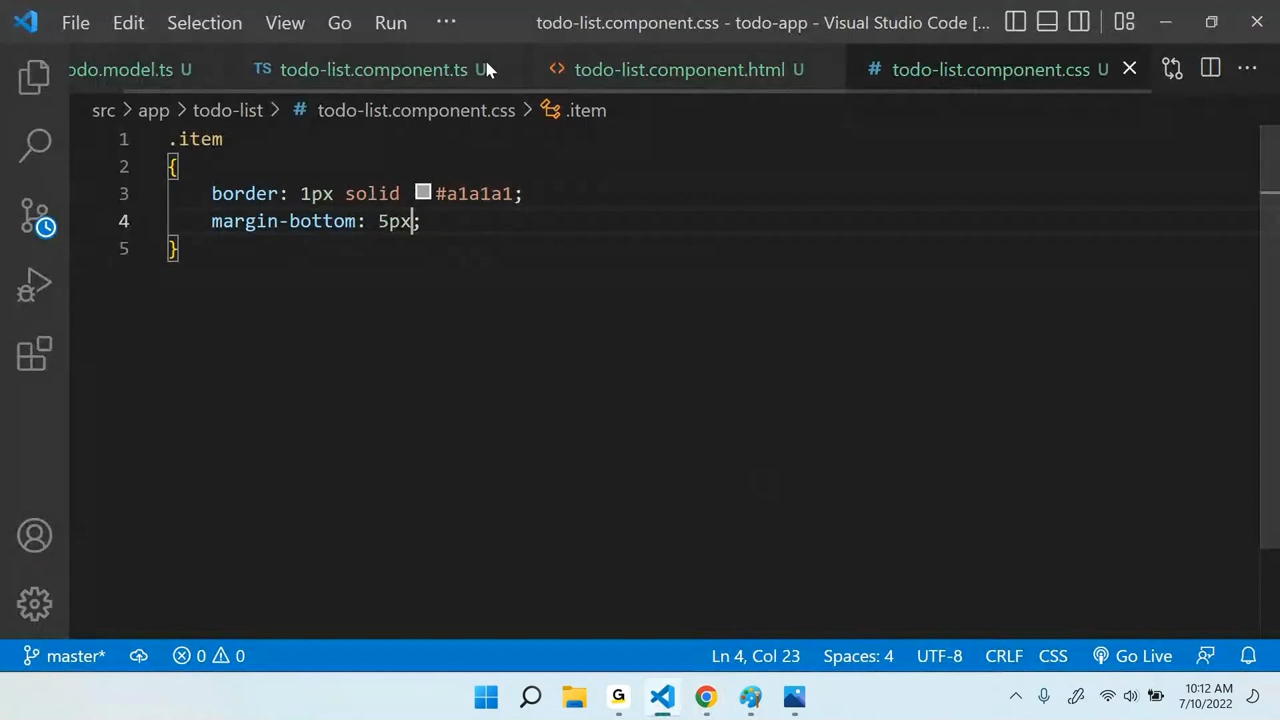 File Edit Selection View Go Run ··· todo-list.component.css - todo-app - Visual Studio Code [...
odo.model.ts U TS todo-list.component.ts U <> todo-list.component.html U # todo-list.component.css U
src > app > todo-list > # todo-list.component.css > .item
1 .item
2 {
3 border: 1px solid #a1a1a1;
4 margin-bottom: 5px;
5 }
master* 0 0 Ln 4, Col 23 Spaces: 4 UTF-8 CRLF CSS Go Live
G 10:12 AM
7/10/2022